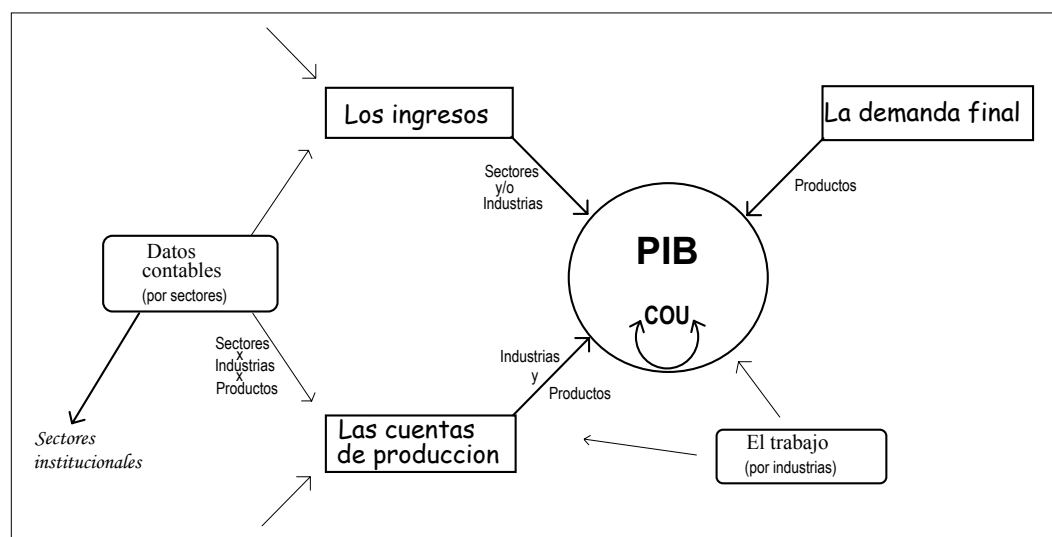 Los ingresos
La demanda final
Sectores
y/o
Industrias
Productos
PIB
COU
Datos
contables
(por sectores)
Sectores
x
Industrias
x
Productos
Industrias
y
Productos
Sectores
institucionales
Las cuentas
de produccion
El trabajo
(por industrias)